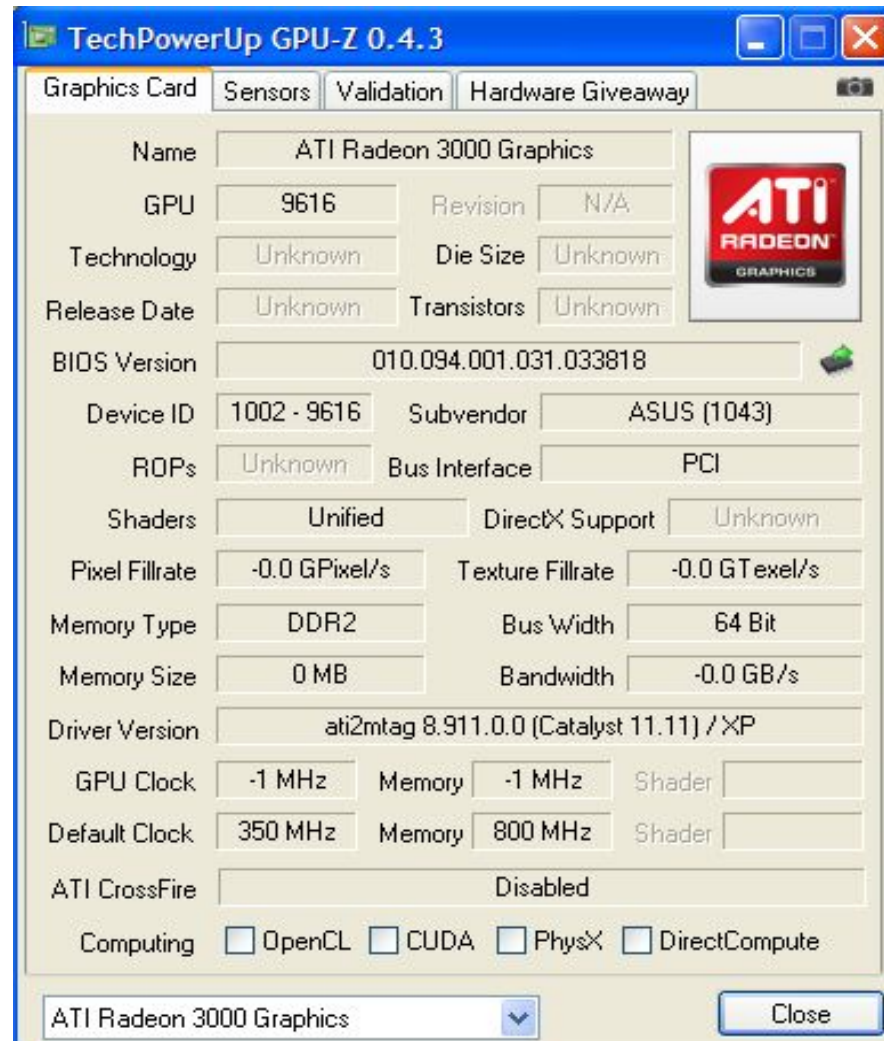 TechPowerUp GPU-Z 0.4.3
Graphics Card Sensors Validation Hardware Giveaway
Name ATI Radeon 3000 Graphics
GPU 9616 Revision N/A
ATI
RADEON
GRAPHICS
Technology Unknown Die Size Unknown
Release Date Unknown Transistors Unknown
BIOS Version 010.094.001.031.033818
Device ID 1002 - 9616 Subvendor ASUS (1043)
ROPs Unknown Bus Interface PCI
Shaders Unified DirectX Support Unknown
Pixel Fillrate -0.0 GPixel/s Texture Fillrate -0.0 GTexel/s
Memory Type DDR2 Bus Width 64 Bit
Memory Size 0 MB Bandwidth -0.0 GB/s
Driver Version ati2mtag 8.911.0.0 (Catalyst 11.11) / XP
GPU Clock -1 MHz Memory -1 MHz Shader
Default Clock 350 MHz Memory 800 MHz Shader
ATI CrossFire Disabled
Computing OpenCL CUDA PhysX DirectCompute
ATI Radeon 3000 Graphics Close